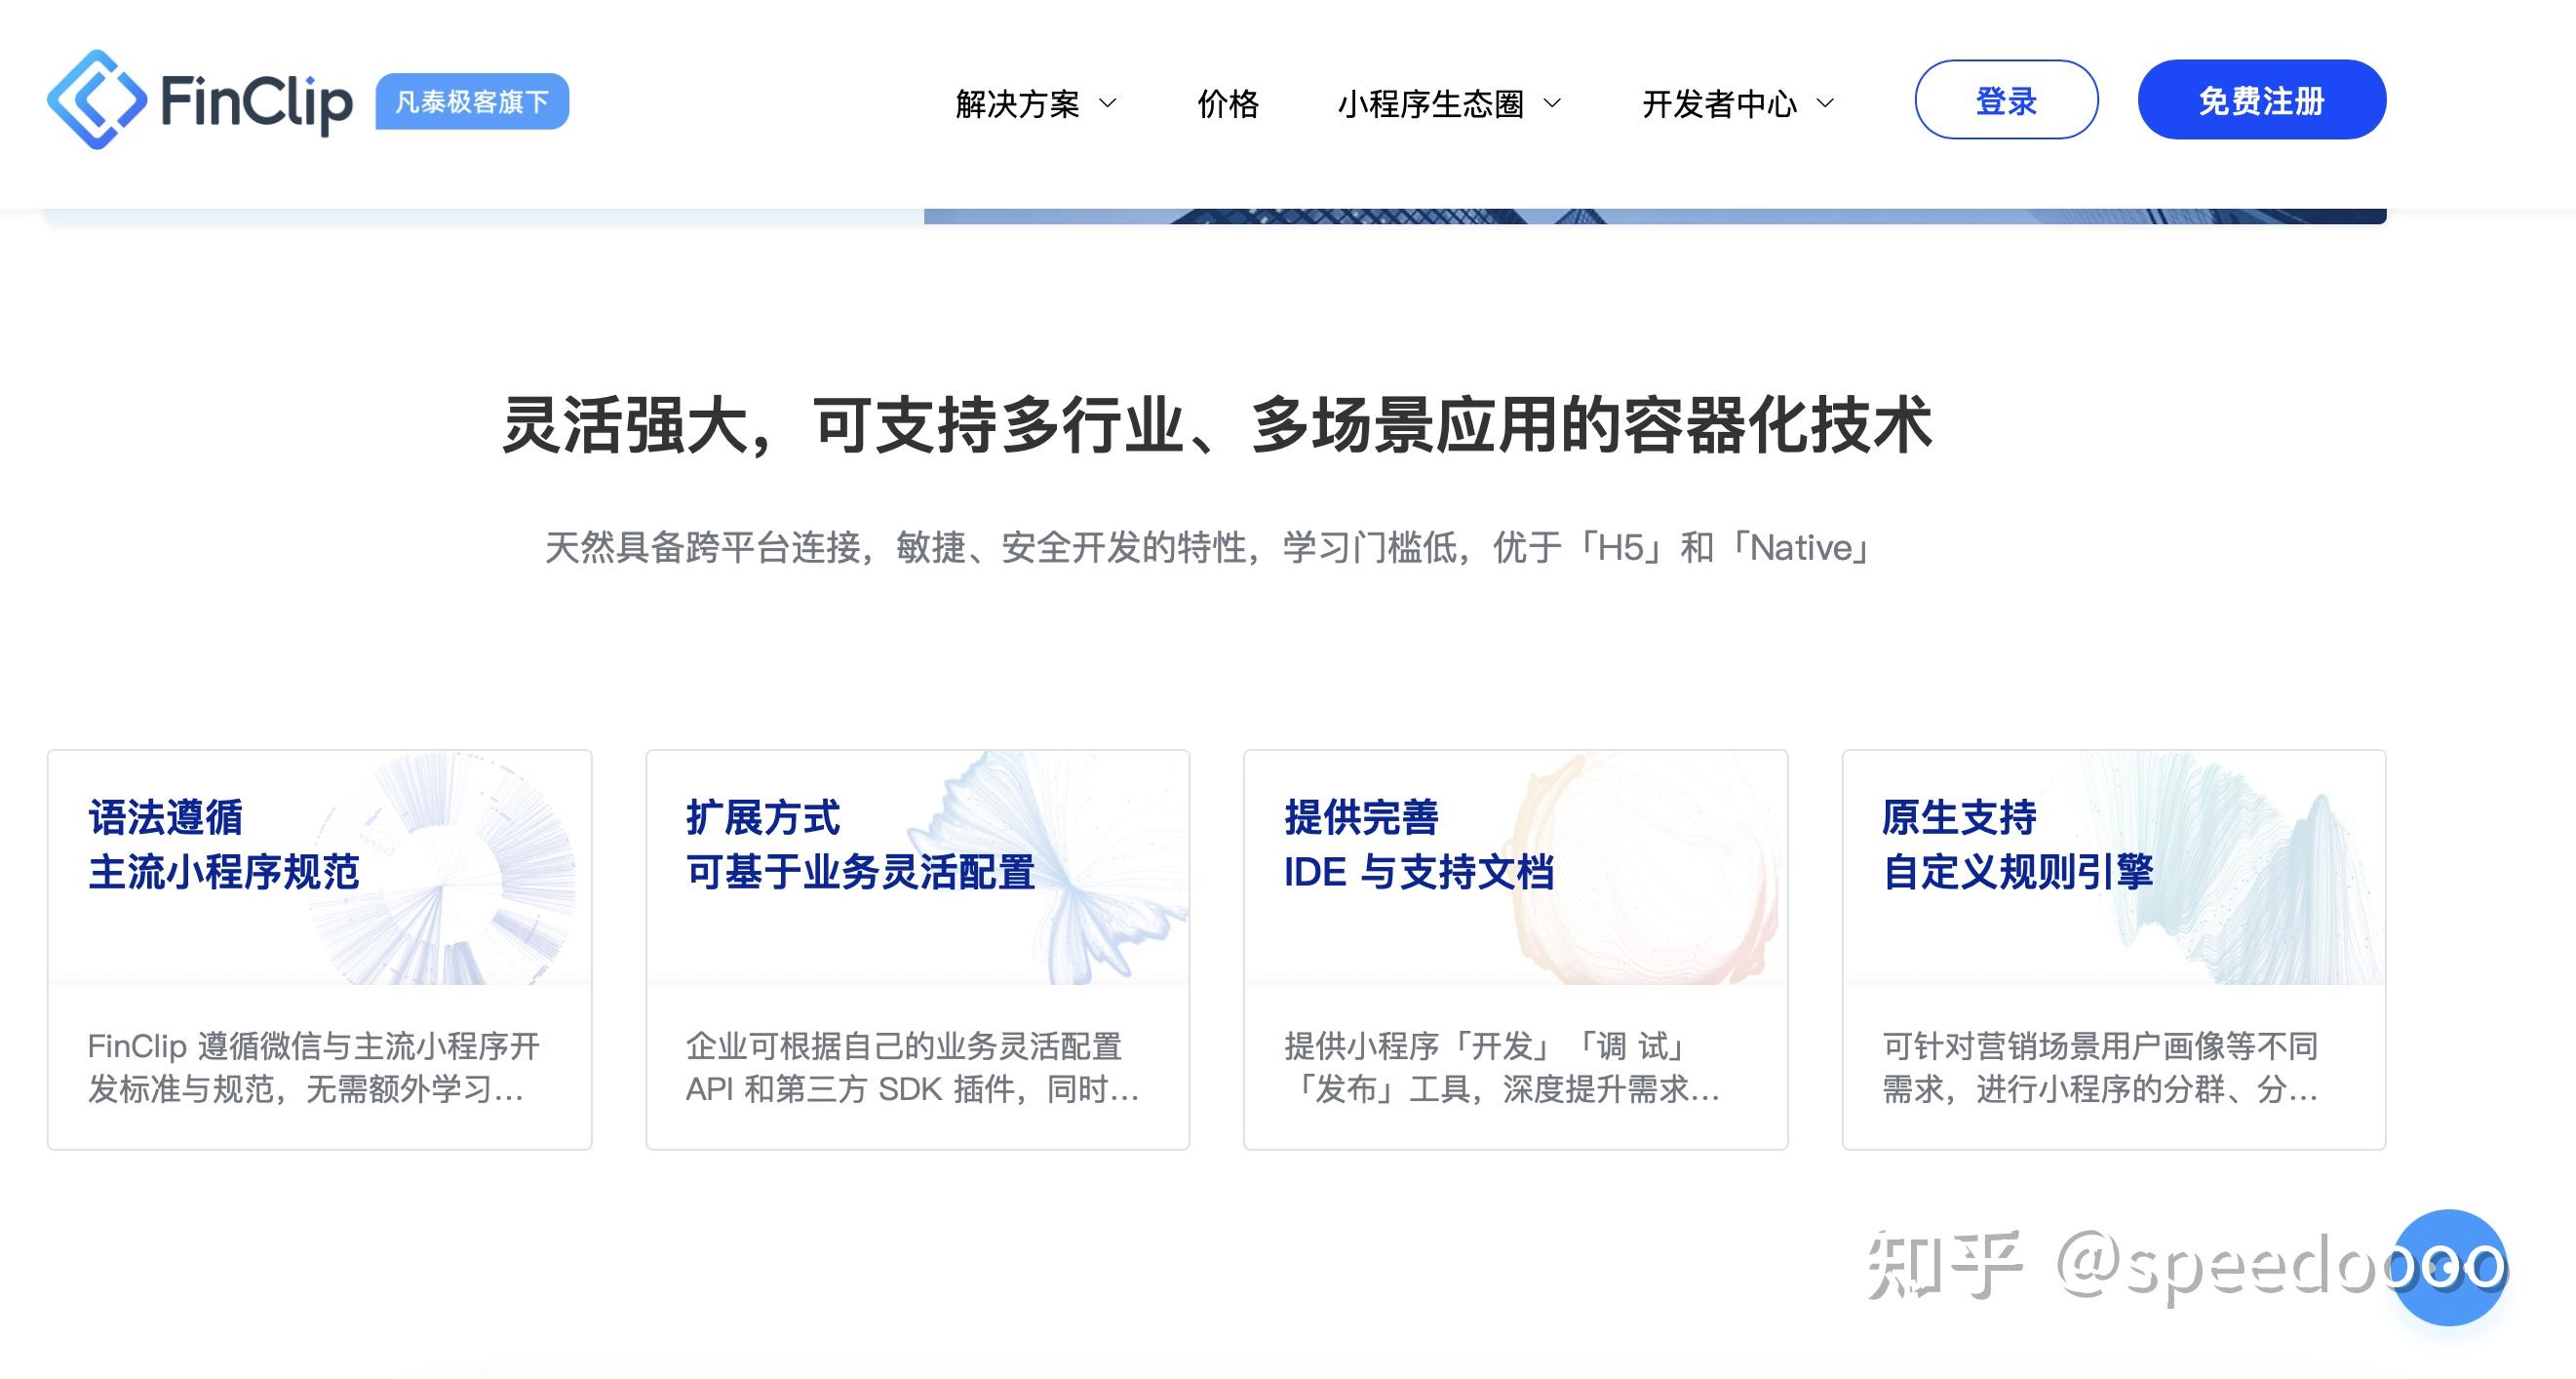 FinClip 凡泰极客旗下 解决方案 价格 小程序生态圈 开发者中心 登录 免费注册
灵活强大，可支持多行业、多场景应用的容器化技术
天然具备跨平台连接，敏捷、安全开发的特性，学习门槛低，优于「H5」和「Native」
语法遵循
主流小程序规范
FinClip 遵循微信与主流小程序开
发标准与规范，无需额外学习...
扩展方式
可基于业务灵活配置
企业可根据自己的业务灵活配置
API 和第三方 SDK 插件，同时...
提供完善
IDE 与支持文档
提供小程序「开发」「调 试」
「发布」工具，深度提升需求...
原生支持
自定义规则引擎
可针对营销场景用户画像等不同
需求，进行小程序的分群、分...
知乎 @speedoooo